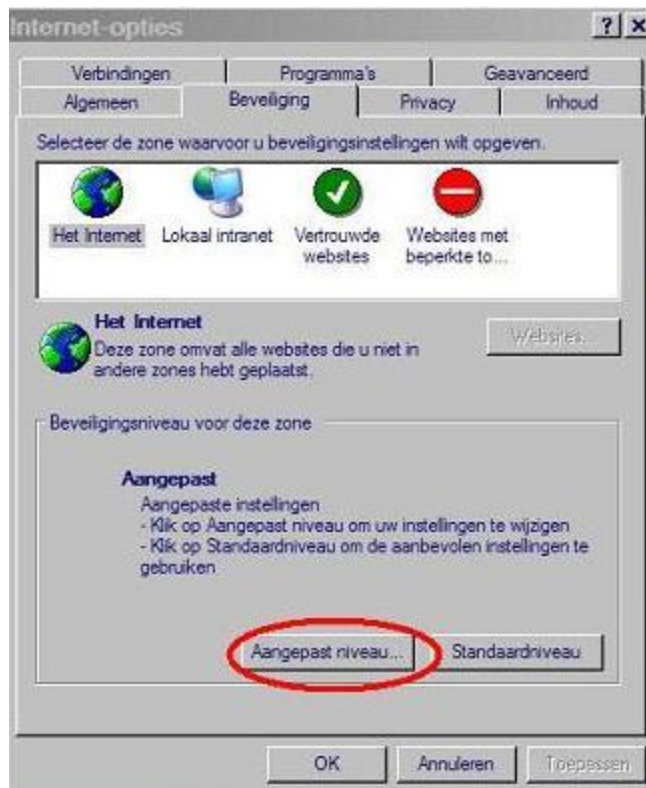 Internet-opties
Verbindingen Programma's Geavanceerd
Algemeen Beveiliging Privacy Inhoud
Selecteer de zone waarvoor u beveiligingsinstellingen wilt opgeven.
Het Internet Lokaal intranet Vertrouwde websites Websites met beperkte to...
Het Internet
Deze zone omvat alle websites die u niet in
andere zones hebt geplaatst.
Websites...
Beveiligingsniveau voor deze zone
Aangepast
Aangepaste instellingen
- Klik op Aangepast niveau om uw instellingen te wijzigen
- Klik op Standaardniveau om de aanbevolen instellingen te
gebruiken
Aangepast niveau... Standaardniveau
OK Annuleren Toepassen